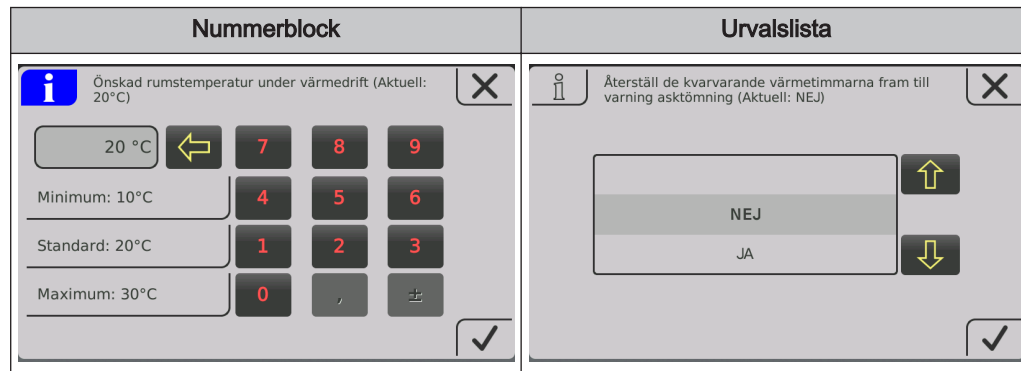 Nummerblock
Urvalslista
i
Önskad rumstemperatur under värmedrift (Aktuell:
20°C)
20 °C
7 8 9
Minimum: 10°C
4 5 6
Standard: 20°C
1 2 3
Maximum: 30°C
0 , ±
i
Återställ de kvarvarande värmetimmarna fram till
varning asktömning (Aktuell: NEJ)
NEJ
JA